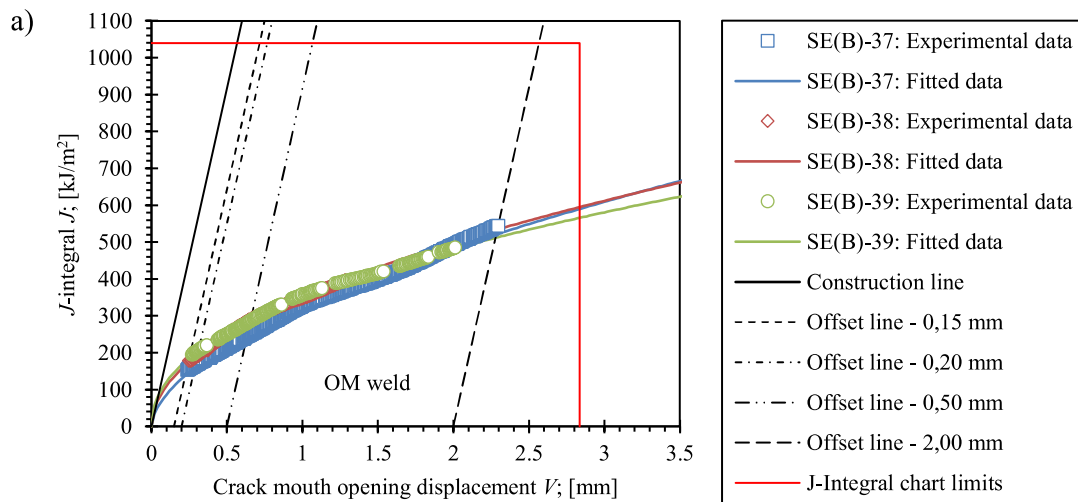 a)
1100
1000
900
800
700
600
500
400
300
200
100
0
J-integral J; [kJ/m²]
0
0.5
1
1.5
2
2.5
3
3.5
Crack mouth opening displacement V; [mm]
OM weld
SE(B)-37: Experimental data
SE(B)-37: Fitted data
SE(B)-38: Experimental data
SE(B)-38: Fitted data
SE(B)-39: Experimental data
SE(B)-39: Fitted data
Construction line
Offset line - 0,15 mm
Offset line - 0,20 mm
Offset line - 0,50 mm
Offset line - 2,00 mm
J-Integral chart limits